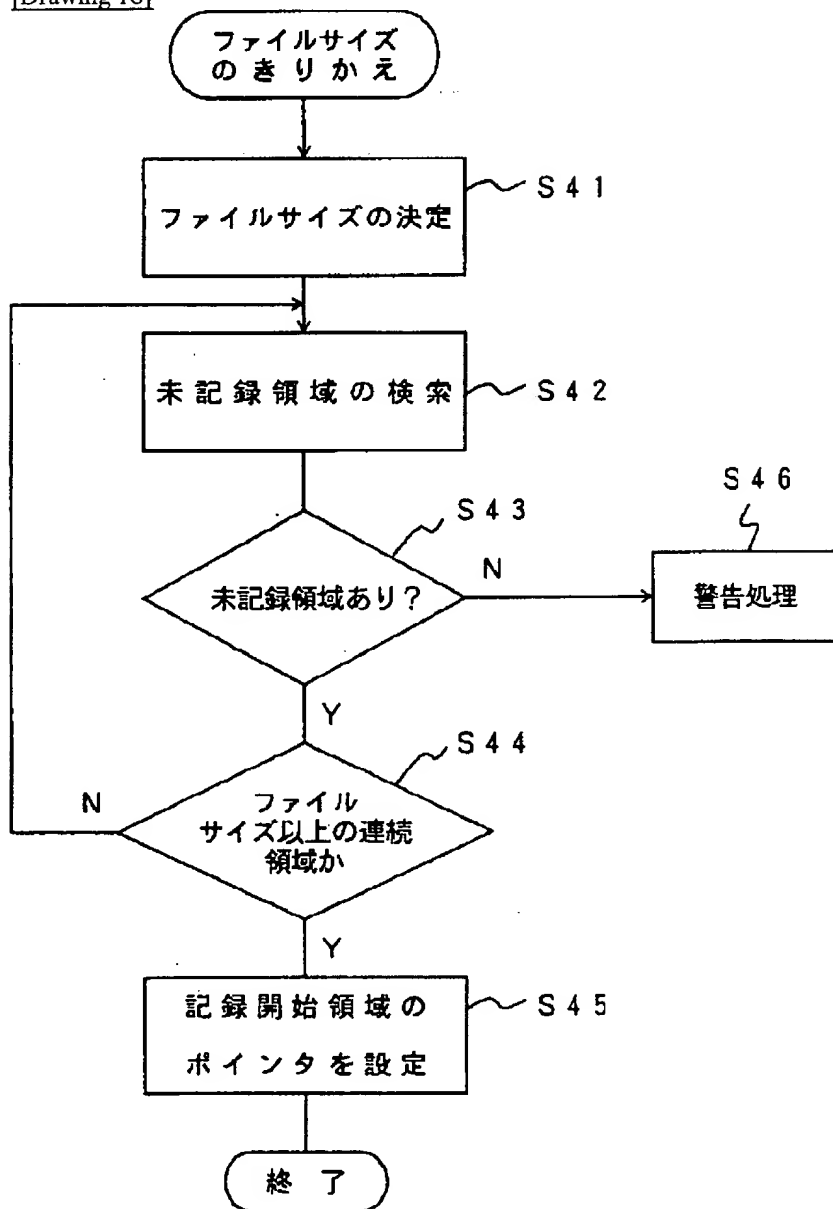 ファイルサイズ
のきりかえ
ファイルサイズの決定
S41
未記録領域の検索
S42
S43
未記録領域あり?
N
S46
警告処理
Y
S44
N
ファイル
サイズ以上の連続
領域か
Y
記録開始領域の
ポインタを設定
S45
終了